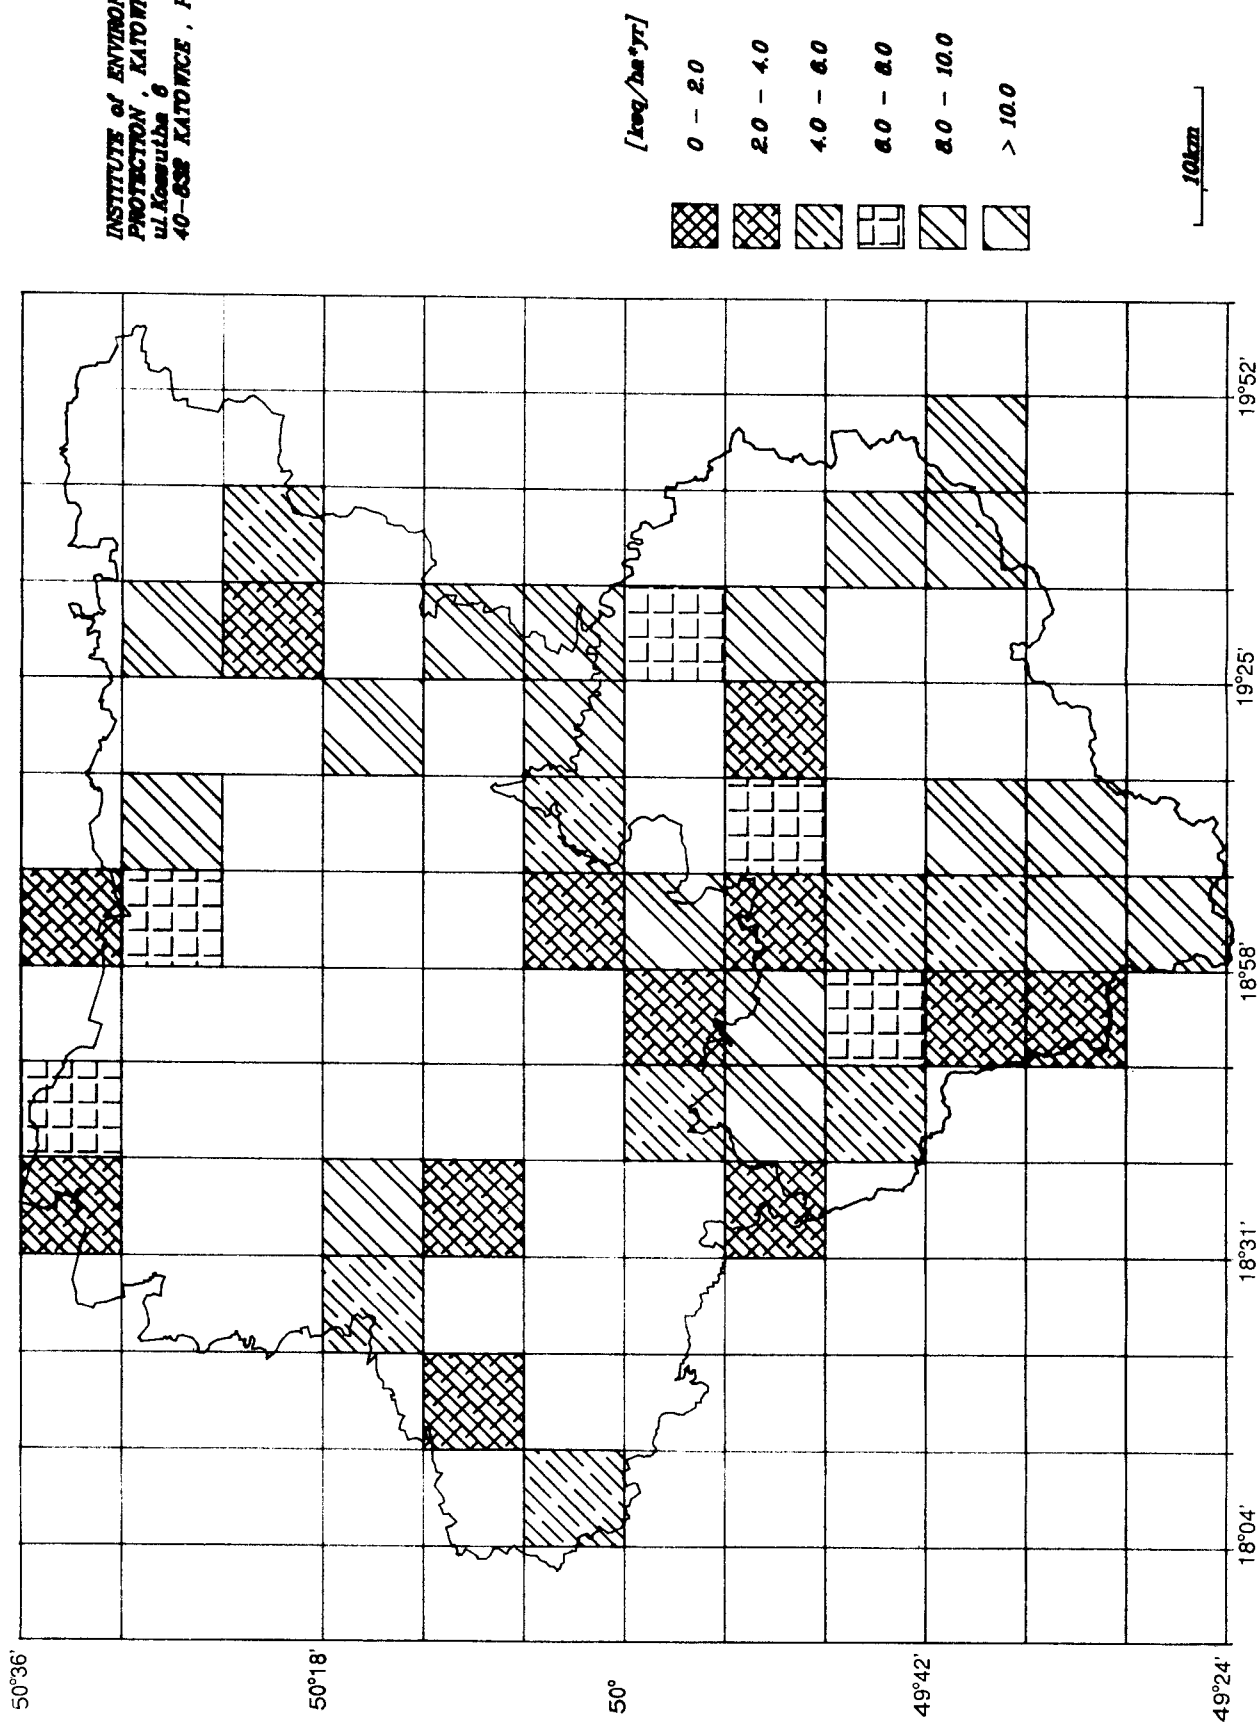 INSTITUTE of ENVIRON
PROTECTION , KATOWI
ul.Kossutha 6
40-832 KATOWICE , P
[keq/ha*yr]
0 - 2.0
2.0 - 4.0
4.0 - 6.0
6.0 - 8.0
8.0 - 10.0
> 10.0
10km
50°36'
50°18'
50°
49°42'
49°24'
18°04'
18°31'
18°58'
19°25'
19°52'